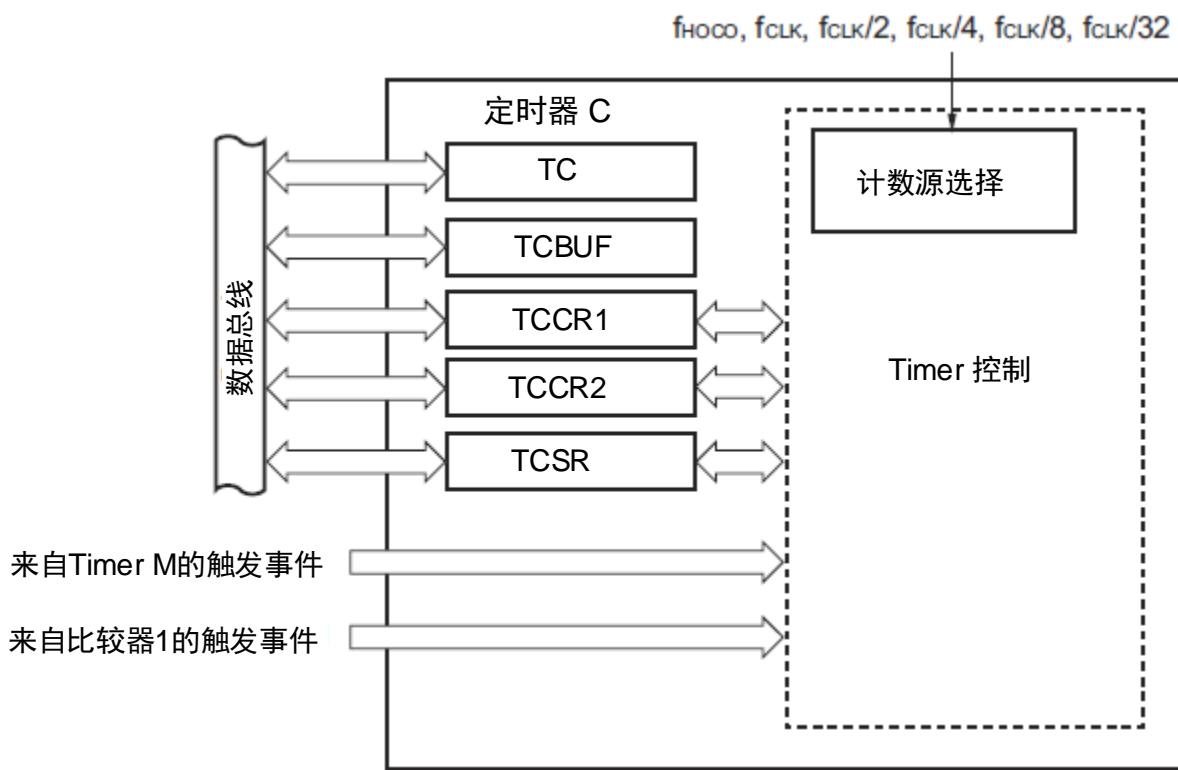 fHOCO, fCLK, fCLK/2, fCLK/4, fCLK/8, fCLK/32
定时器 C
TC
计数源选择
TCBUF
数据总线
TCCR1
Timer 控制
TCCR2
TCSR
来自Timer M的触发事件
来自比较器1的触发事件